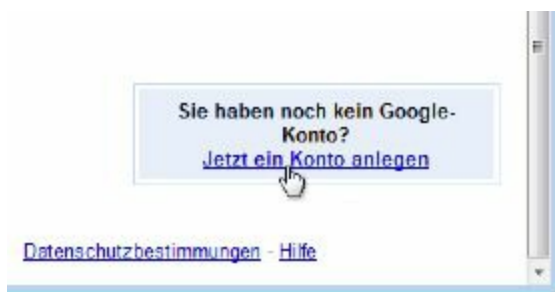 Sie haben noch kein Google-
Konto?
Jetzt ein Konto anlegen
Datenschutzbestimmungen - Hilfe